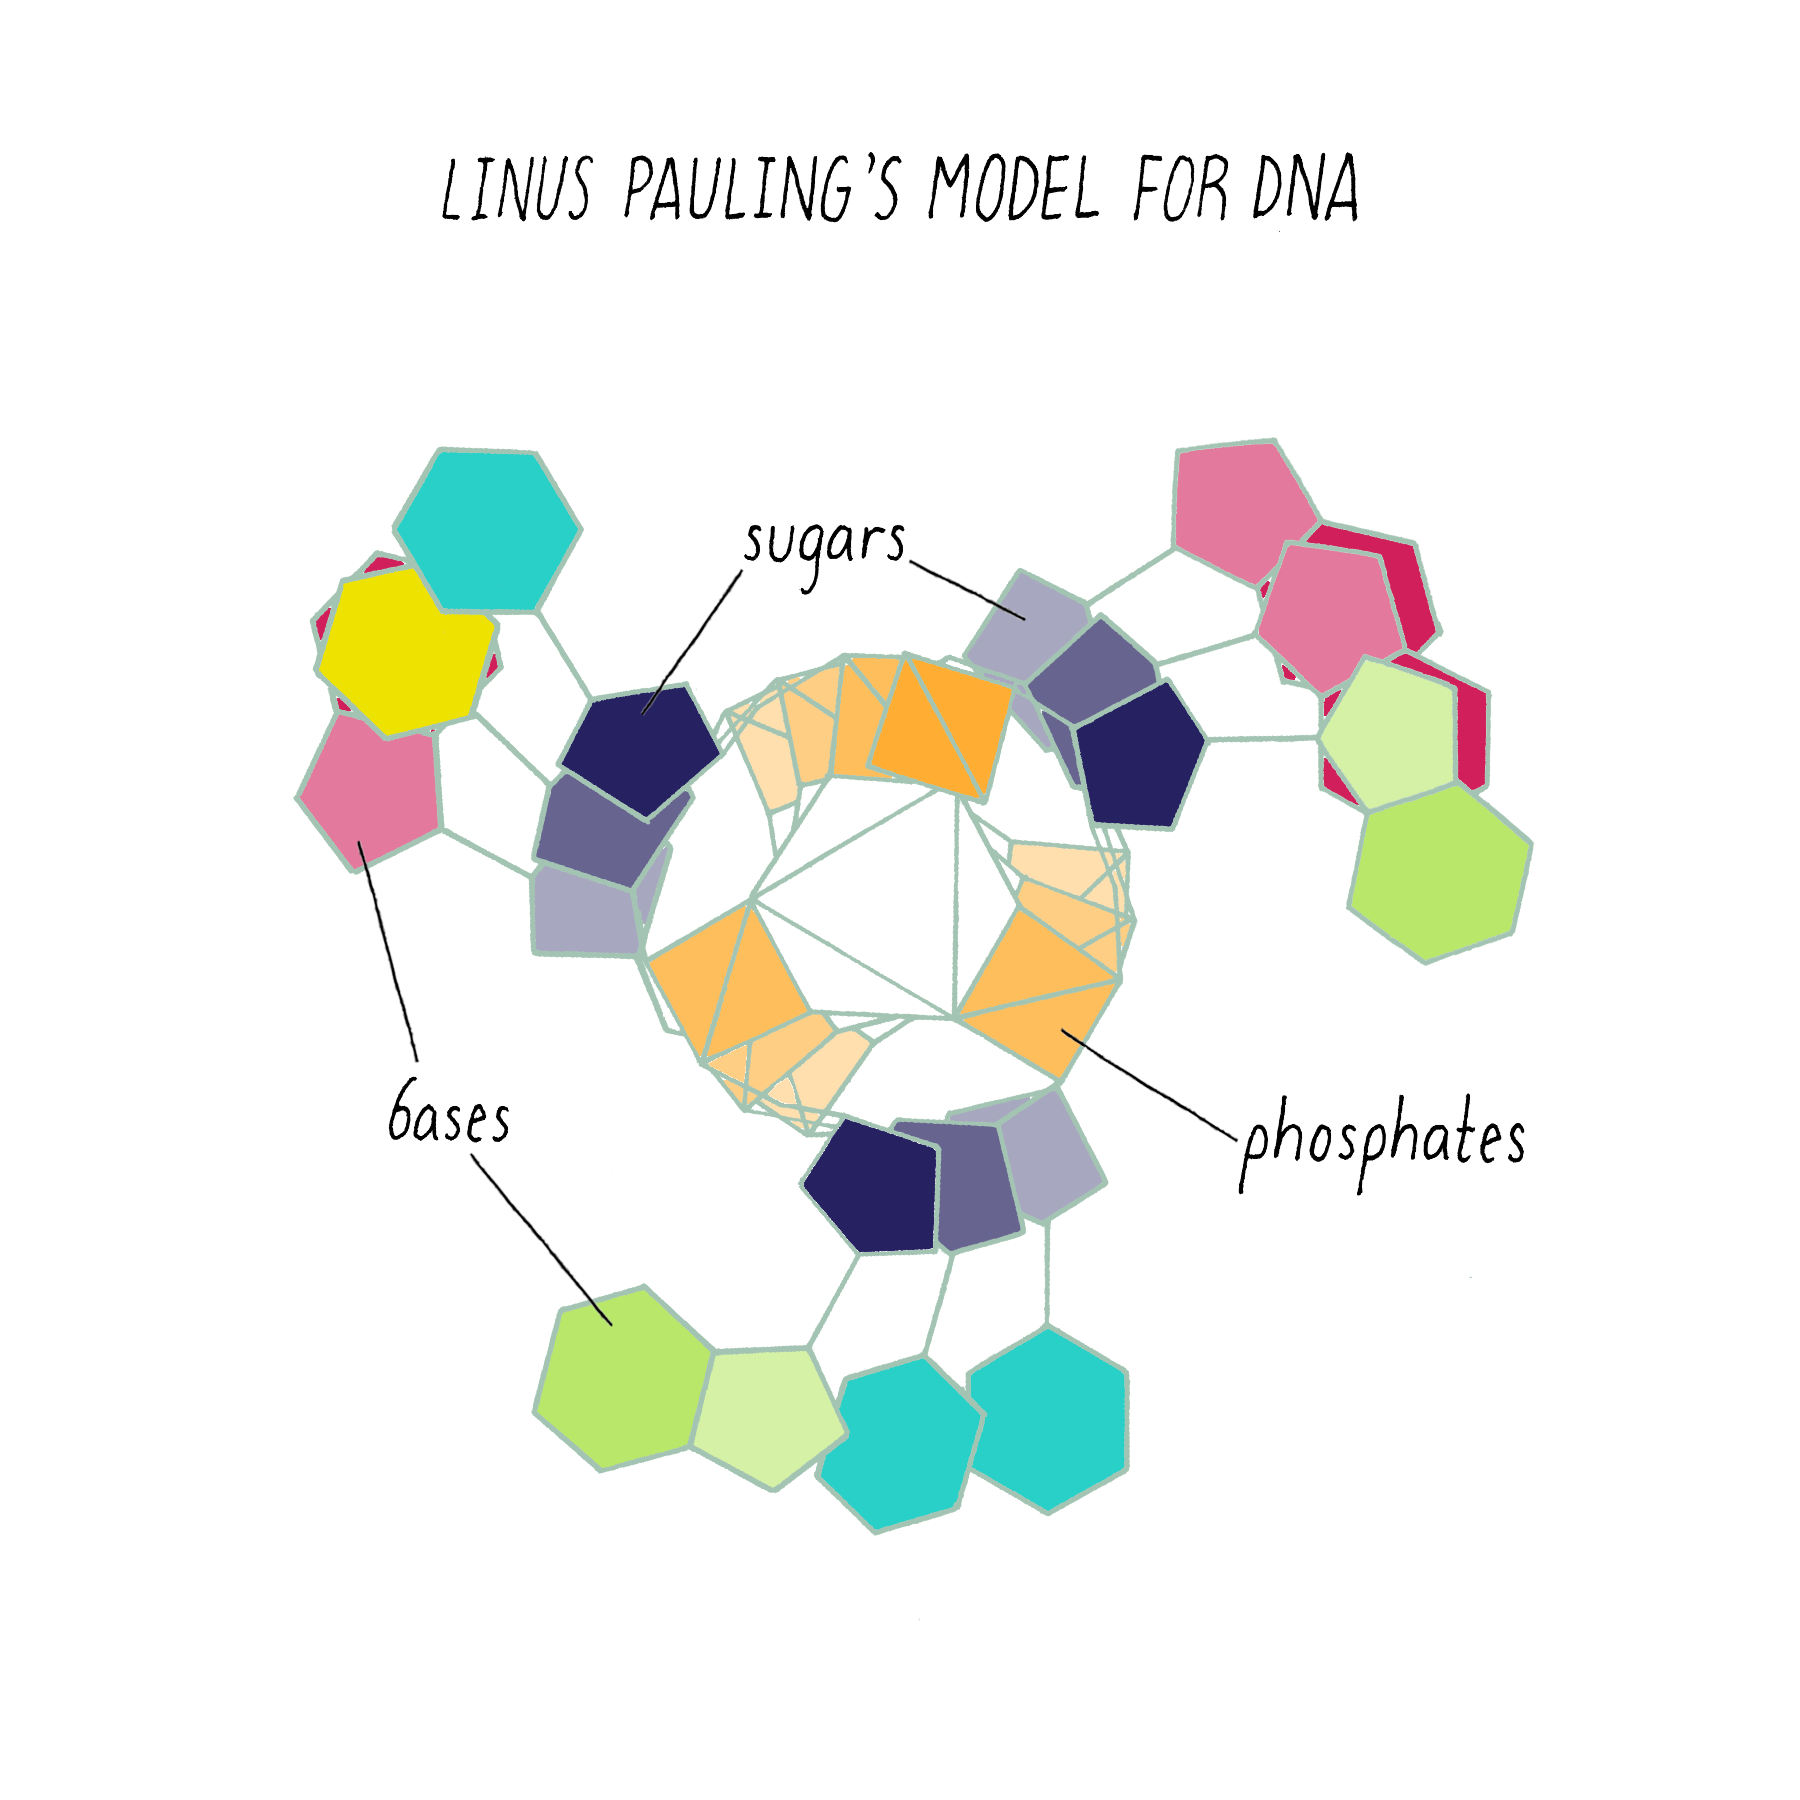 LINUS PAULING'S MODEL FOR DNA
sugars
bases
phosphates